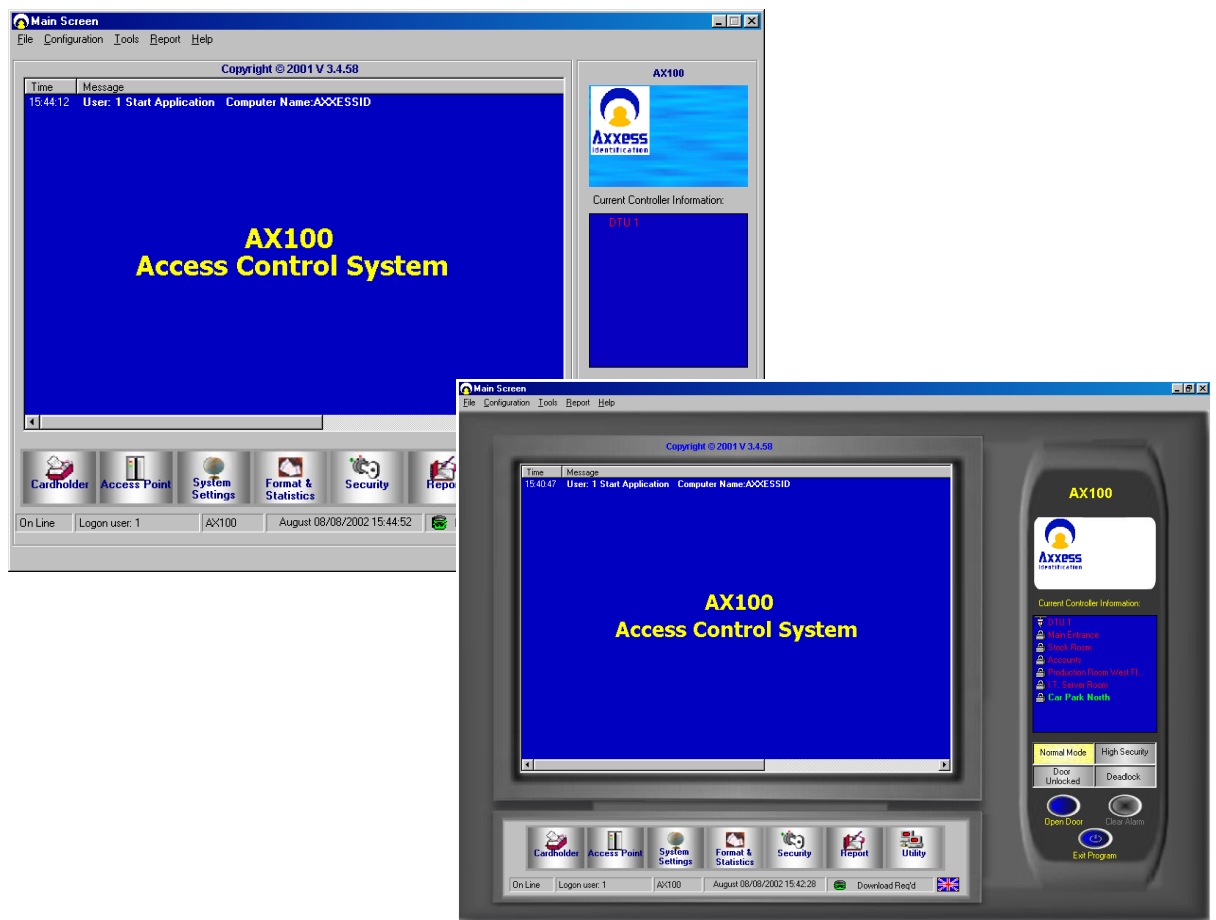 Main Screen
File Configuration Tools Report Help
Copyright © 2001 V 3.4.58
Time Message
15:44:12 User: 1 Start Application Computer Name:AXXESSID
AX100
Access Control System
AX100
Axxess
Identification
Current Controller Information:
DTU 1
Cardholder
Access Point
System
Settings
Format &
Statistics
Security
On Line Logon user: 1 AX100 August 08/08/2002 15:44:52
Main Screen
File Configuration Tools Report Help
Copyright © 2001 V 3.4.58
Time Message
15:40:47 User: 1 Start Application Computer Name:AXXESSID
AX100
Access Control System
AX100
Axxess
Identification
Current Controller Information:
DTU 1
Main Entrance
Stock Room
Accounts
Production Room West Fl
I.T. Server Room
Car Park North
Normal Mode
High Security
Door
Unlocked
Deadlock
Open Door
Clear Alarm
Exit Program
Cardholder
Access Point
System
Settings
Format &
Statistics
Security
Report
Utility
On Line Logon user: 1 AX100 August 08/08/2002 15:42:28 Download Req'd